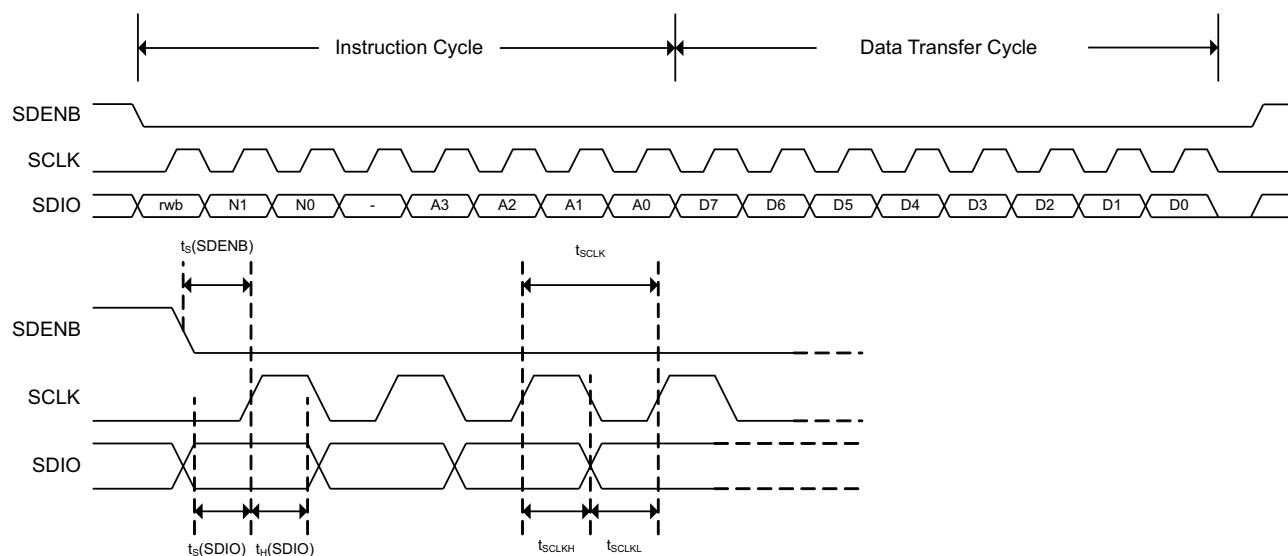 Instruction Cycle Data Transfer Cycle
SDENB
SCLK
SDIO rwb N1 N0 - A3 A2 A1 A0 D7 D6 D5 D4 D3 D2 D1 D0
tS(SDENB) tSCLK
SDENB
SCLK
SDIO
tS(SDIO) tH(SDIO) tSCLKH tSCLKL